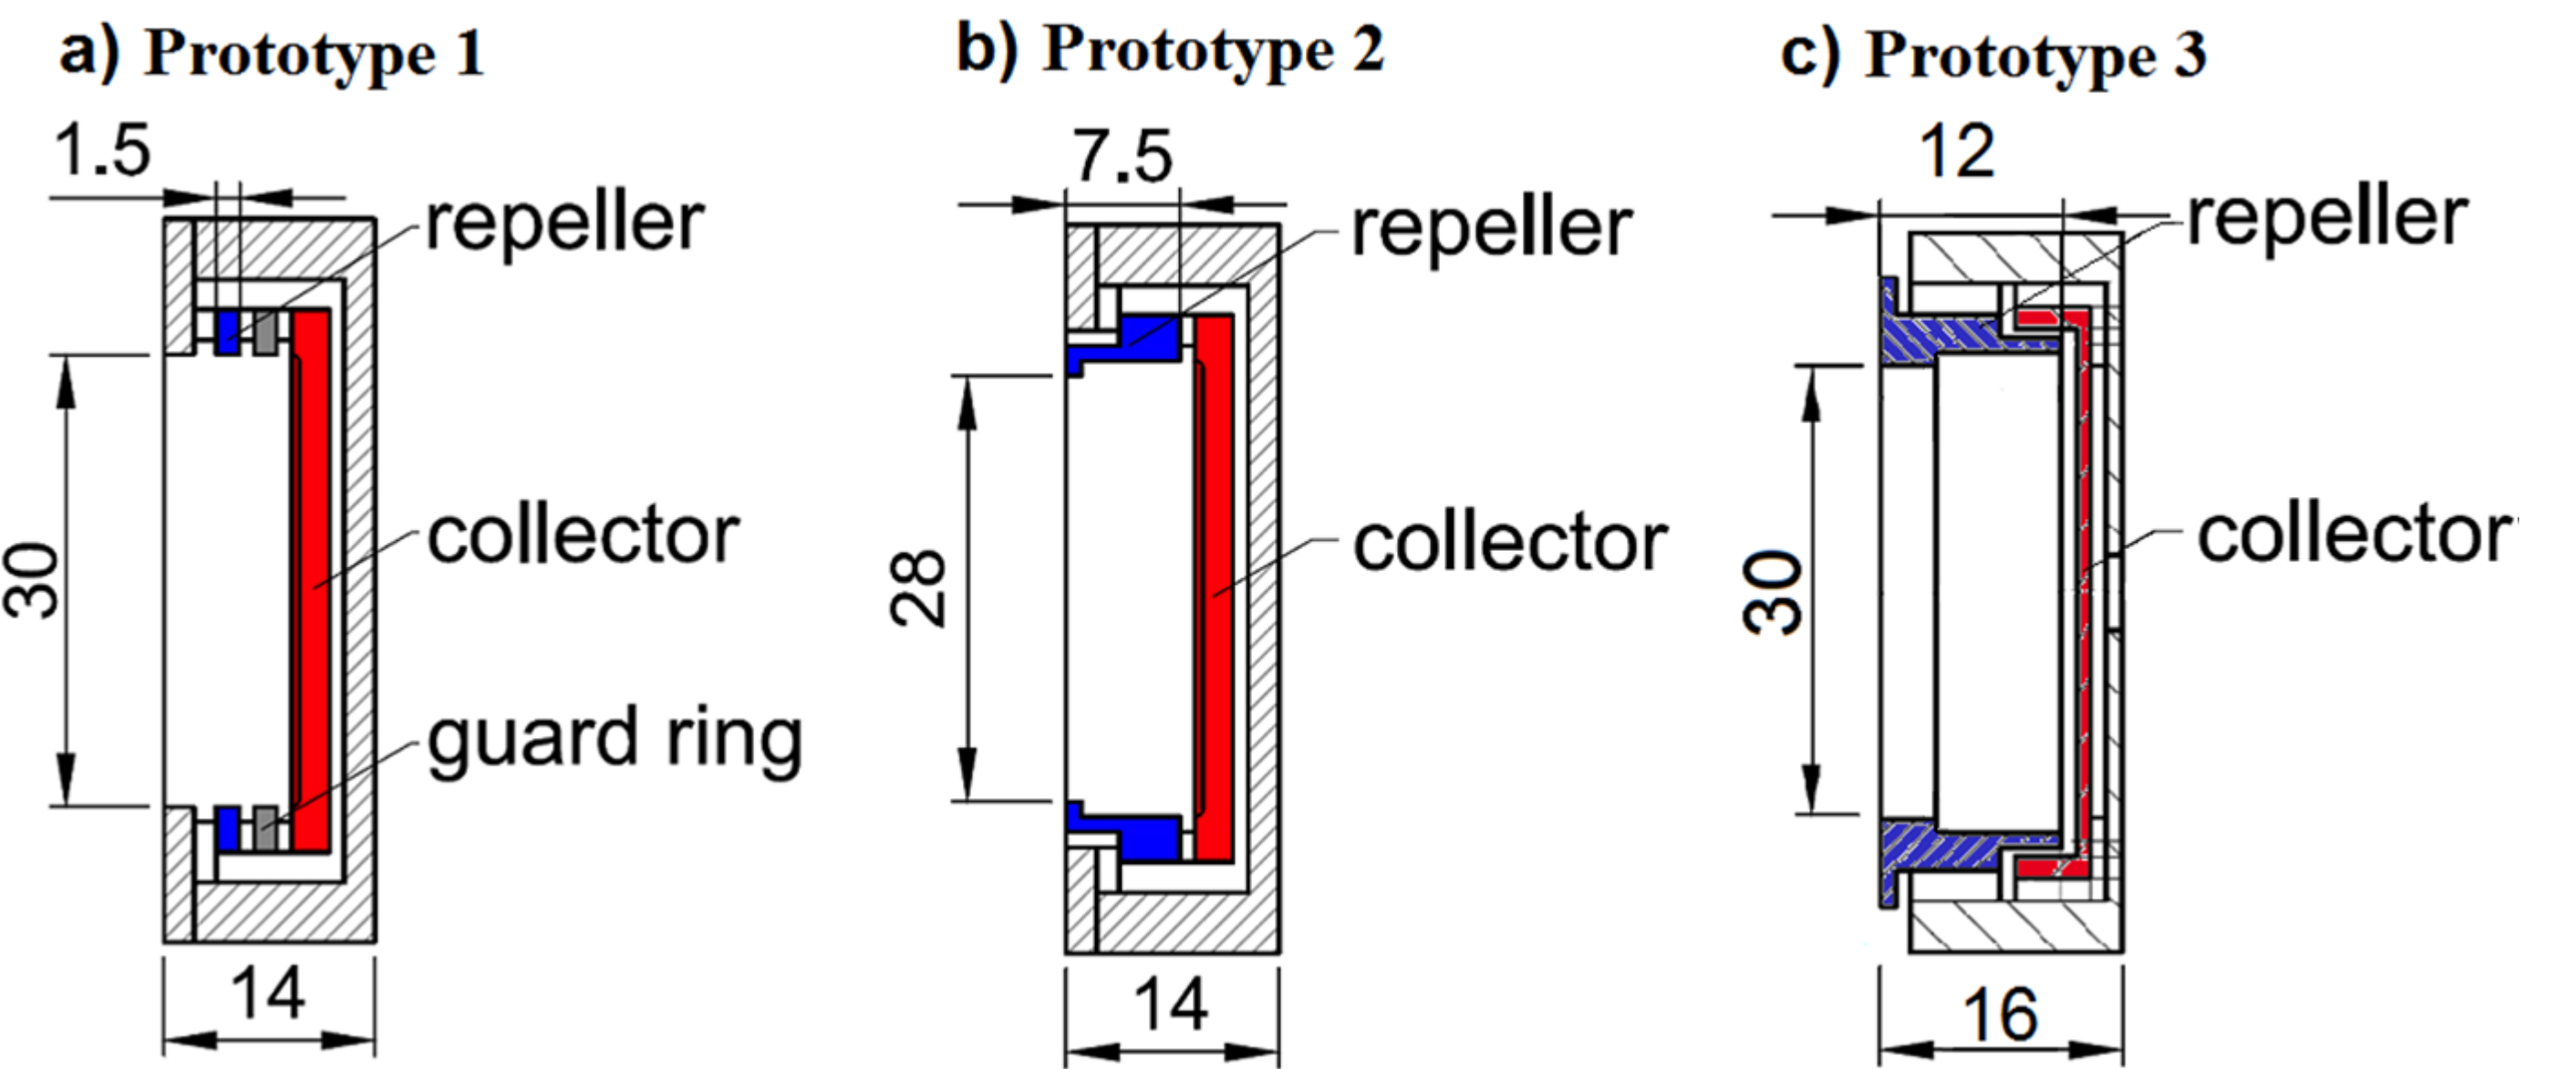 a) Prototype 1
1.5
repeller
collector
30
guard ring
14
b) Prototype 2
7.5
repeller
collector
28
14
c) Prototype 3
12
repeller
collector
30
16